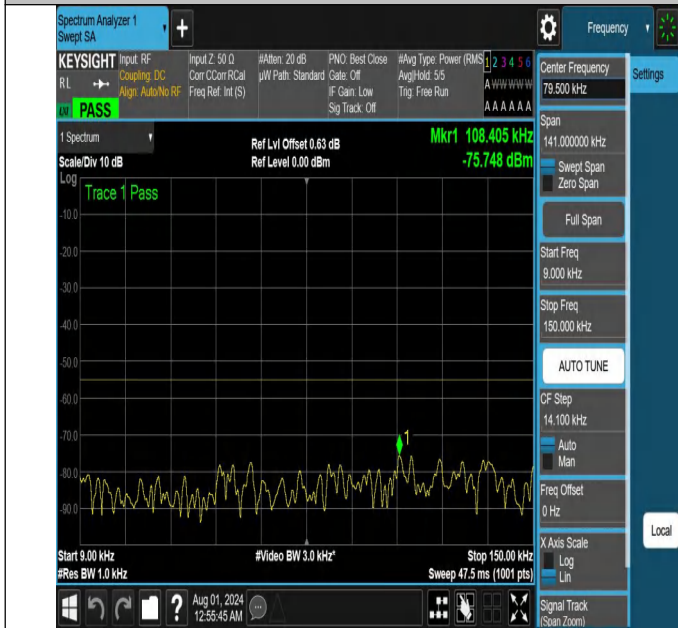 Spectrum Analyzer 1
Swept SA
+
Frequency
KEYSIGHT
RL
LXI
PASS
Input: RF
Coupling: DC
Align: Auto/No RF
Input Z: 50 Ω
Corr CCorr RCal
Freq Ref: Int (S)
#Atten: 20 dB
µW Path: Standard
PNO: Best Close
Gate: Off
IF Gain: Low
Sig Track: Off
#Avg Type: Power (RMS
Avg|Hold: 5/5
Trig: Free Run
1 2 3 4 5 6
A W W W W W
A A A A A A
1 Spectrum
Scale/Div 10 dB
Log
Ref Lvl Offset 0.63 dB
Ref Level 0.00 dBm
Mkr1 108.405 kHz
-75.748 dBm
Trace 1 Pass
-10.0
-20.0
-30.0
-40.0
-50.0
-60.0
-70.0
-80.0
-90.0
1
Start 9.00 kHz
#Res BW 1.0 kHz
#Video BW 3.0 kHz*
Stop 150.00 kHz
Sweep 47.5 ms (1001 pts)
?
Aug 01, 2024
12:55:45 AM
Center Frequency
79.500 kHz
Settings
Span
141.000000 kHz
Swept Span
Zero Span
Full Span
Start Freq
9.000 kHz
Stop Freq
150.000 kHz
AUTO TUNE
CF Step
14.100 kHz
Auto
Man
Freq Offset
0 Hz
Local
X Axis Scale
Log
Lin
Signal Track
(Span Zoom)